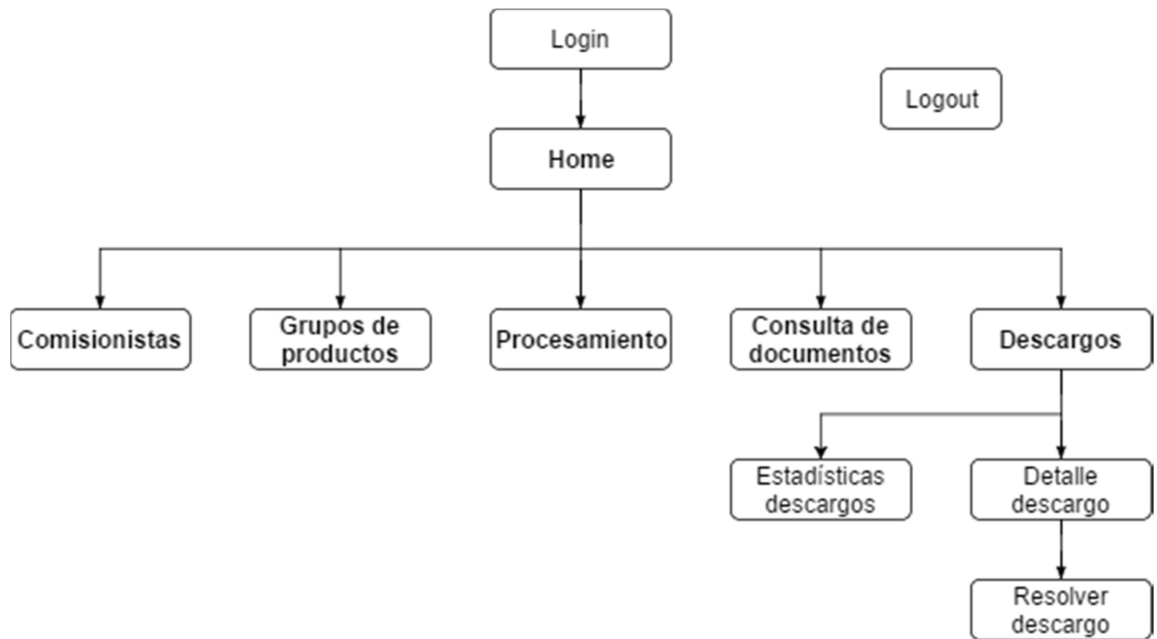 Login
Logout
Home
Comisionistas
Grupos de
productos
Procesamiento
Consulta de
documentos
Descargos
Estadísticas
descargos
Detalle
descargo
Resolver
descargo